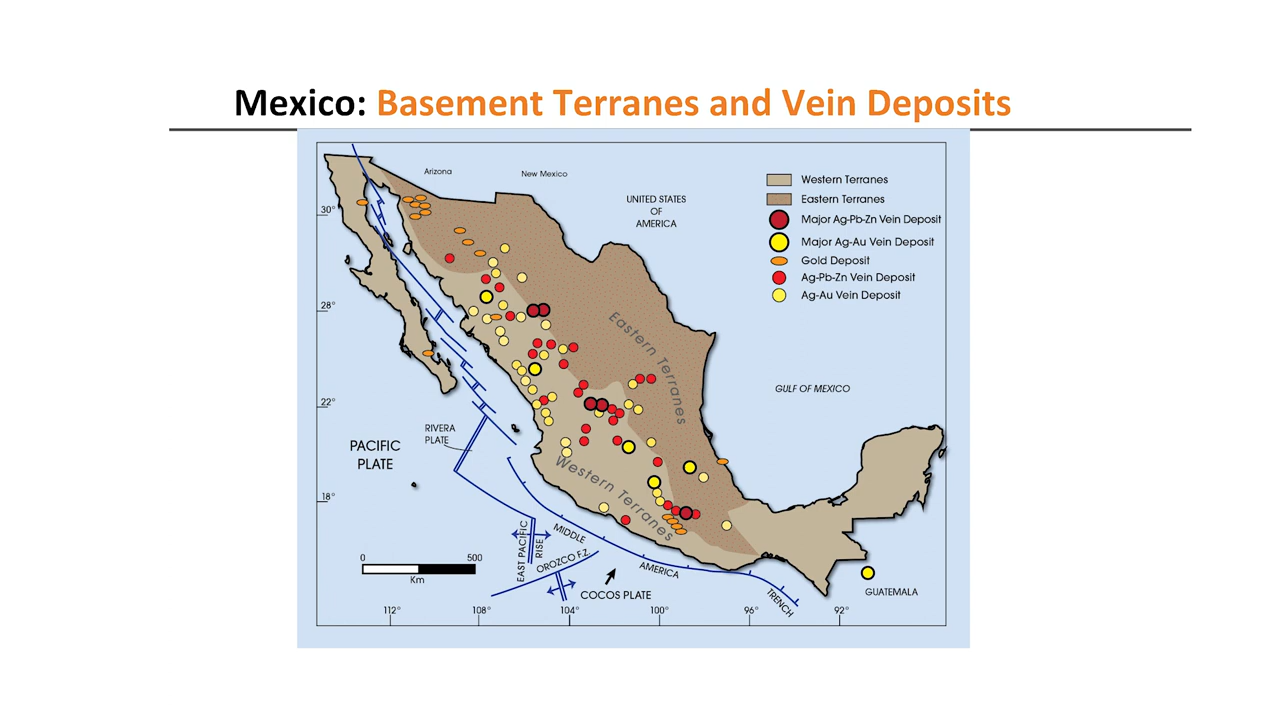 Mexico: Basement Terranes and Vein Deposits
Arizona
New Mexico
UNITED STATES
OF
AMERICA
Western Terranes
Eastern Terranes
Major Ag-Pb-Zn Vein Deposit
Major Ag-Au Vein Deposit
Gold Deposit
Ag-Pb-Zn Vein Deposit
Ag-Au Vein Deposit
30°
28°
22°
18°
Eastern Terranes
Western Terranes
GULF OF MEXICO
RIVERA
PLATE
PACIFIC
PLATE
EAST PACIFIC
RISE
MIDDLE
AMERICA
TRENCH
OROZCO F.Z.
COCOS PLATE
GUATEMALA
0
500
Km
112°
108°
104°
100°
96°
92°